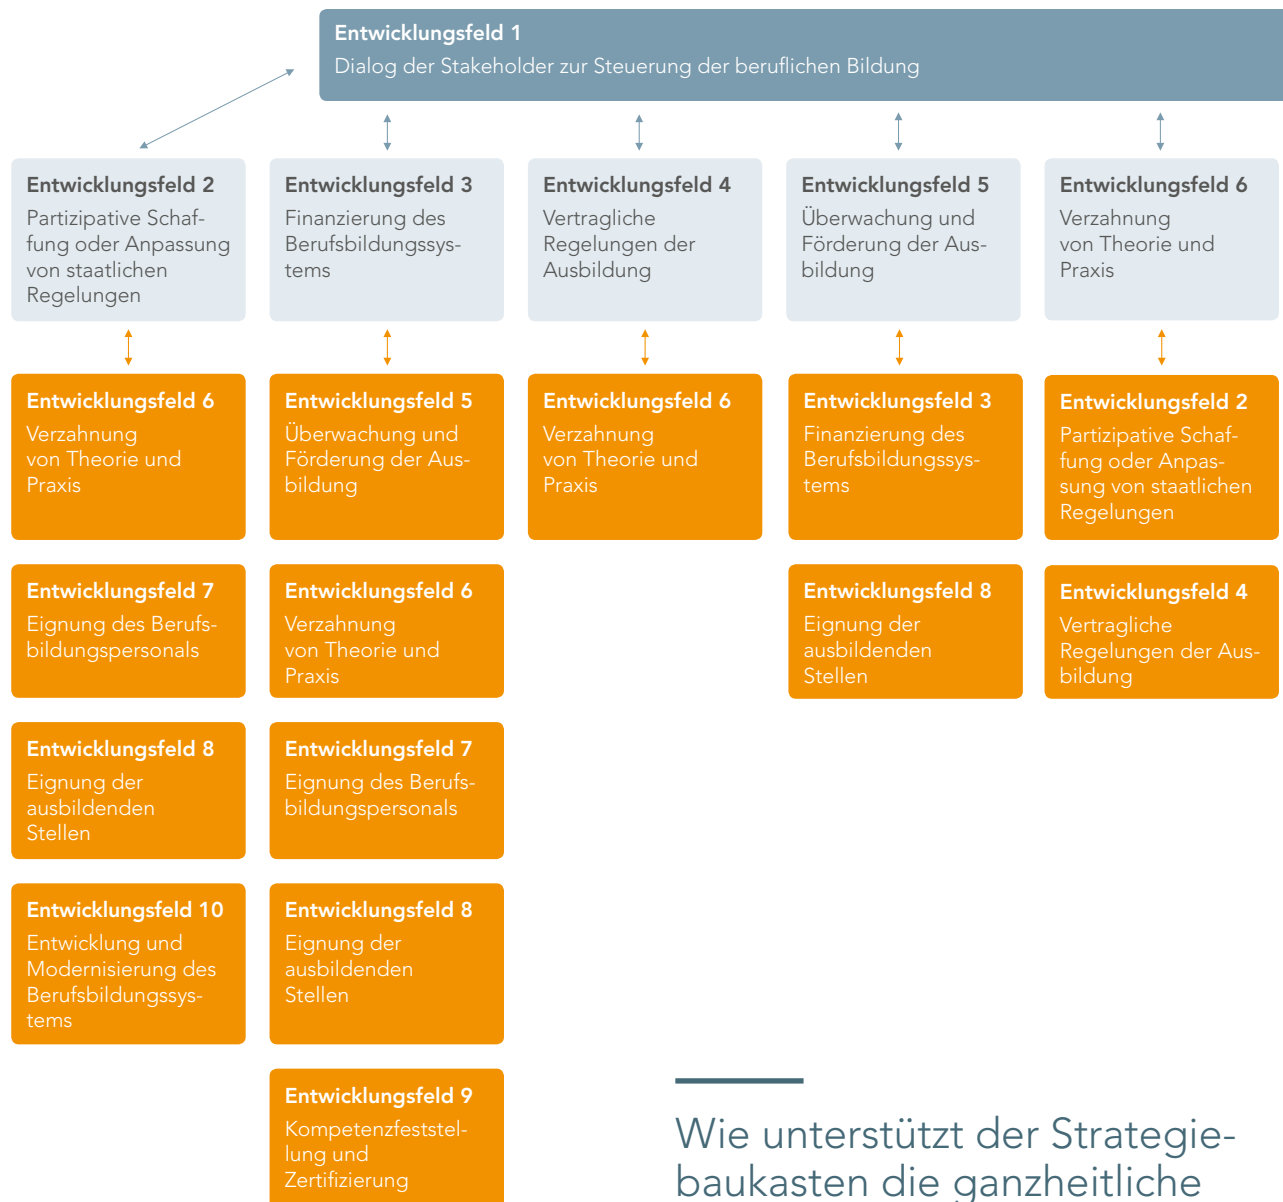 Entwicklungsfeld 1
Dialog der Stakeholder zur Steuerung der beruflichen Bildung
Entwicklungsfeld 2
Partizipative Schaf-
fung oder Anpassung
von staatlichen
Regelungen
Entwicklungsfeld 3
Finanzierung des
Berufsbildungssys-
tems
Entwicklungsfeld 4
Vertragliche
Regelungen der
Ausbildung
Entwicklungsfeld 5
Überwachung und
Förderung der Aus-
bildung
Entwicklungsfeld 6
Verzahnung
von Theorie und
Praxis
Entwicklungsfeld 6
Verzahnung
von Theorie und
Praxis
Entwicklungsfeld 5
Überwachung und
Förderung der Aus-
bildung
Entwicklungsfeld 6
Verzahnung
von Theorie und
Praxis
Entwicklungsfeld 3
Finanzierung des
Berufsbildungssys-
tems
Entwicklungsfeld 2
Partizipative Schaf-
fung oder Anpas-
sung von staatlichen
Regelungen
Entwicklungsfeld 7
Eignung des Berufs-
bildungspersonals
Entwicklungsfeld 6
Verzahnung
von Theorie und
Praxis
Entwicklungsfeld 8
Eignung der
ausbildenden
Stellen
Entwicklungsfeld 4
Vertragliche
Regelungen der Aus-
bildung
Entwicklungsfeld 8
Eignung der
ausbildenden
Stellen
Entwicklungsfeld 7
Eignung des Berufs-
bildungspersonals
Entwicklungsfeld 10
Entwicklung und
Modernisierung des
Berufsbildungssys-
tems
Entwicklungsfeld 8
Eignung der
ausbildenden
Stellen
Entwicklungsfeld 9
Kompetenzfeststel-
lung und
Zertifizierung
Wie unterstützt der Strategie-
baukasten die ganzheitliche